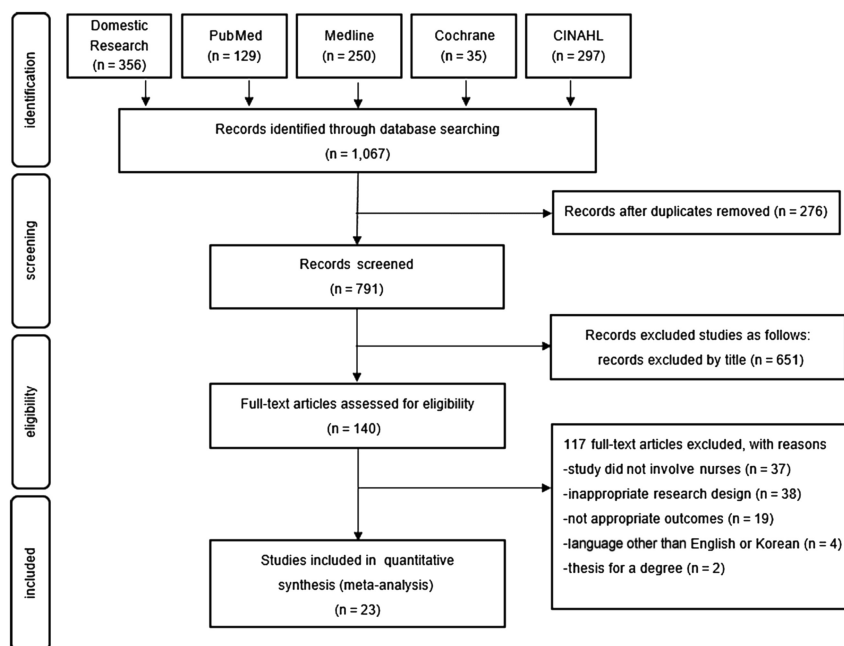 identification
Domestic
Research
(n = 356)
PubMed
(n = 129)
Medline
(n = 250)
Cochrane
(n = 35)
CINAHL
(n = 297)
Records identified through database searching
(n = 1,067)
screening
Records after duplicates removed (n = 276)
Records screened
(n = 791)
Records excluded studies as follows:
records excluded by title (n = 651)
eligibility
Full-text articles assessed for eligibility
(n = 140)
117 full-text articles excluded, with reasons
-study did not involve nurses (n = 37)
-inappropriate research design (n = 38)
-not appropriate outcomes (n = 19)
-language other than English or Korean (n = 4)
-thesis for a degree (n = 2)
included
Studies included in quantitative
synthesis (meta-analysis)
(n = 23)